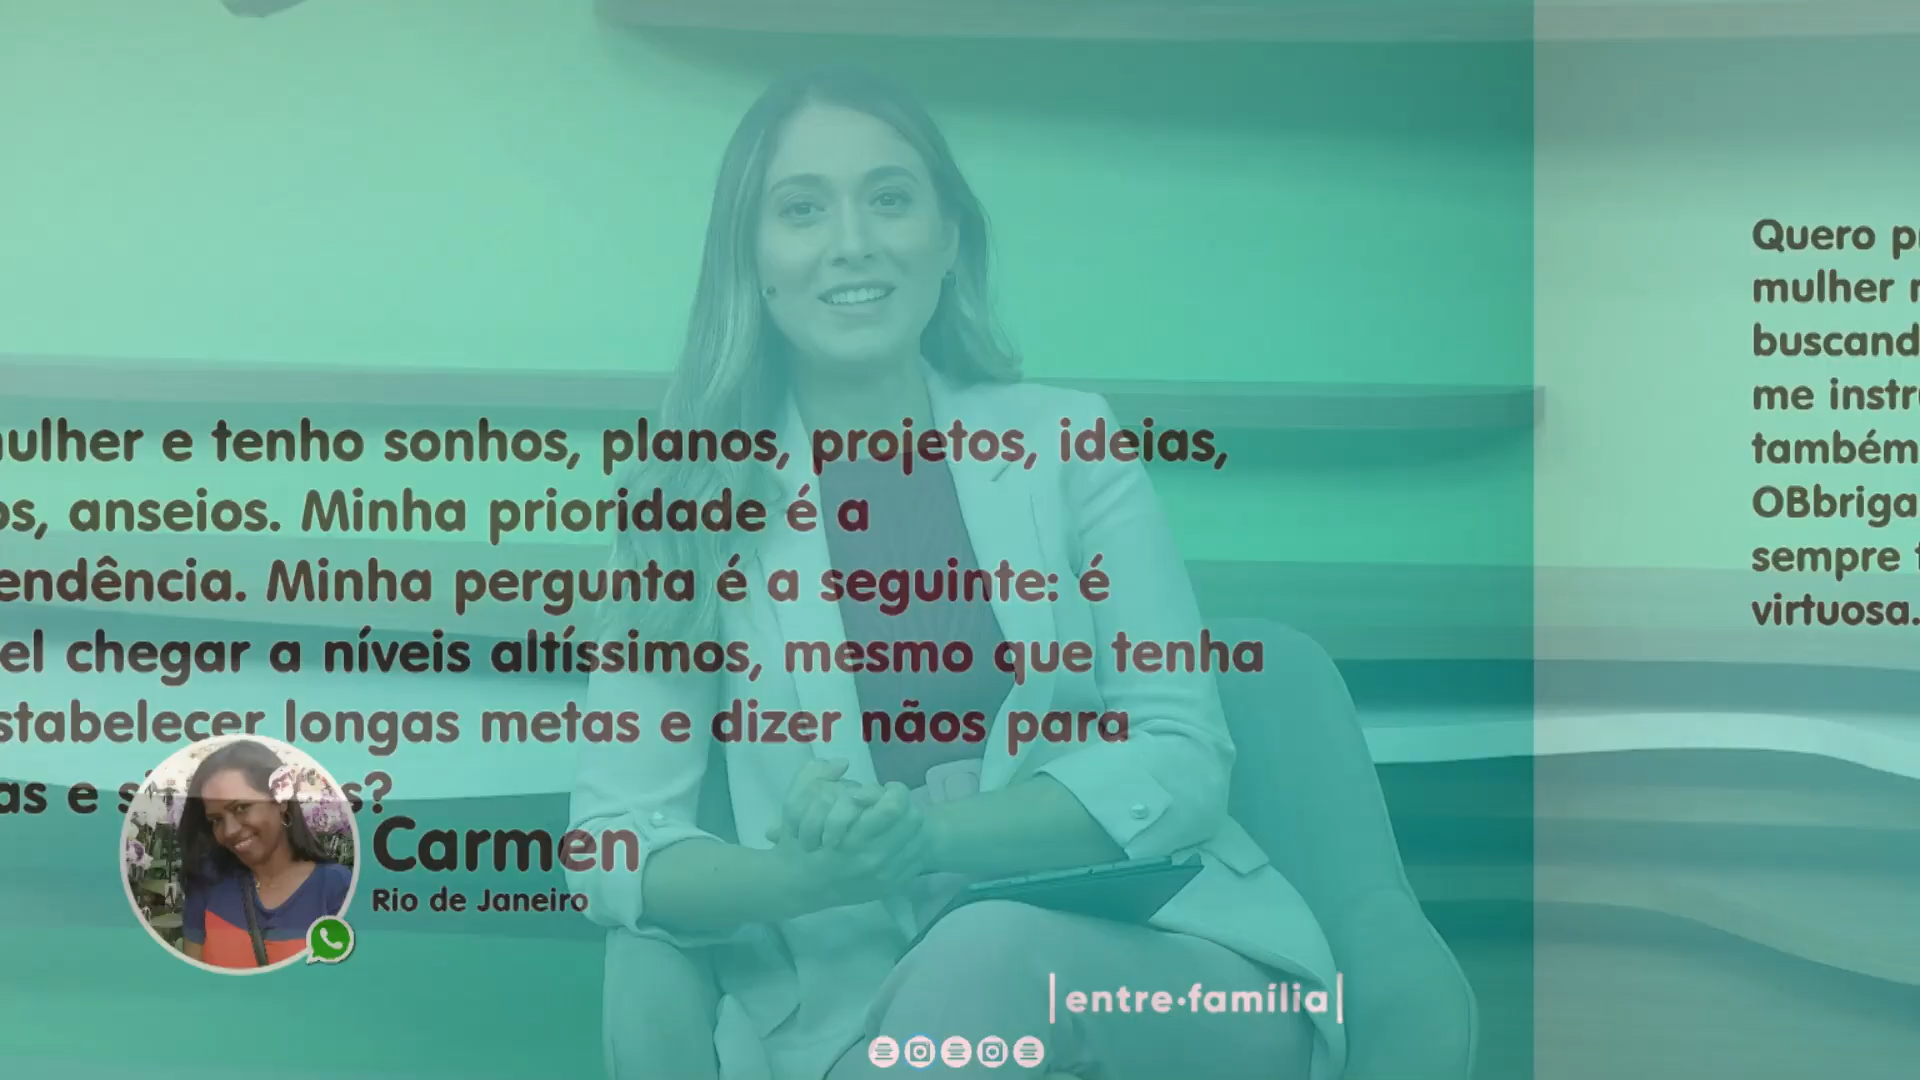 ulher e tenho sonhos, planos, projetos, ideias,
os, anseios. Minha prioridade é a
endência. Minha pergunta é a seguinte: é
el chegar a níveis altíssimos, mesmo que tenha
stabelecer longas metas e dizer nãos para
as e s s?
Carmen
Rio de Janeiro
Quero p
mulher
buscand
me instr
também
OBbriga
sempre
virtuosa.
|entre·família|